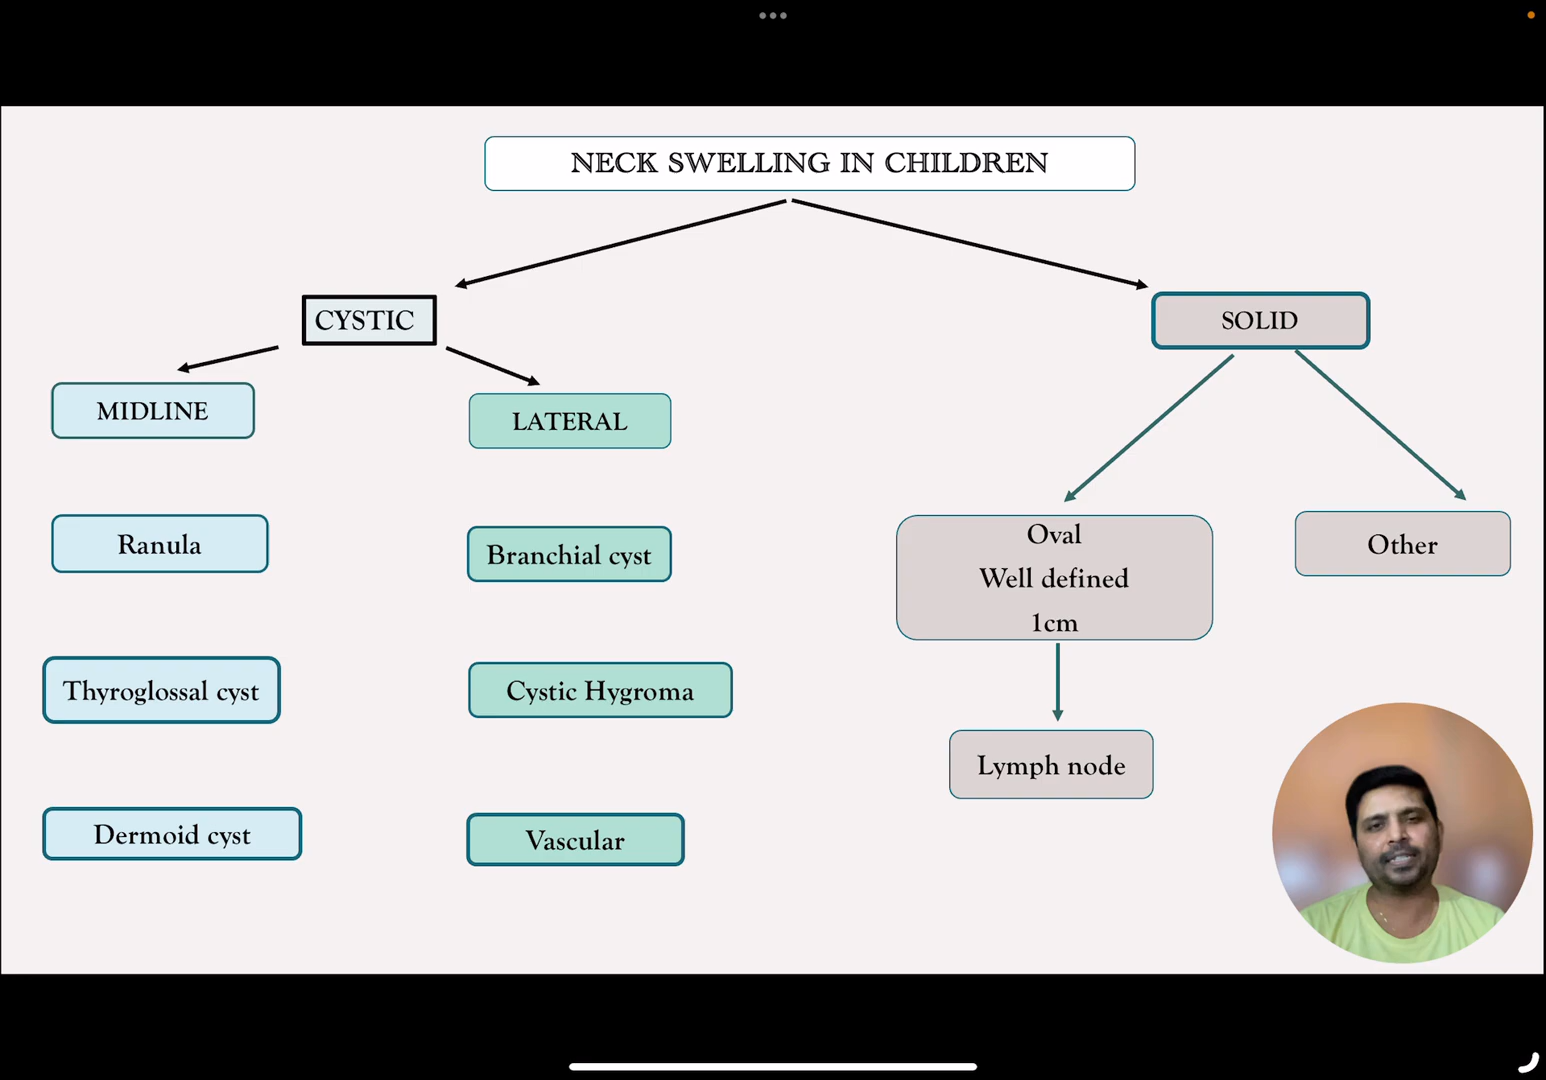 NECK SWELLING IN CHILDREN
CYSTIC
SOLID
MIDLINE
LATERAL
Ranula
Branchial cyst
Oval
Well defined
1cm
Other
Thyroglossal cyst
Cystic Hygroma
Lymph node
Dermoid cyst
Vascular